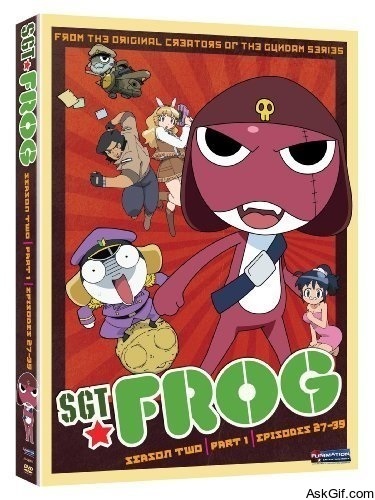 FROM THE ORIGINAL CREATORS OF THE GUNDAM SERIES
SGT
FROG
SEASON TWO | PART 1 | EPISODES 27-39
SGT
FROG
SEASON TWO | PART 1 | EPISODES 27-39
FUNIMATION
DVD
AskGif.com